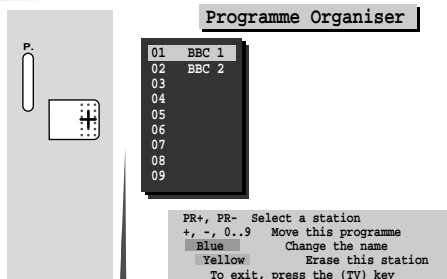 Programme Organiser
P.
01 BBC 1
02 BBC 2
03
04
05
06
07
08
09
+
PR+, PR- Select a station
+, -, 0..9 Move this programme
Blue Change the name
Yellow Erase this station
To exit, press the (TV) key